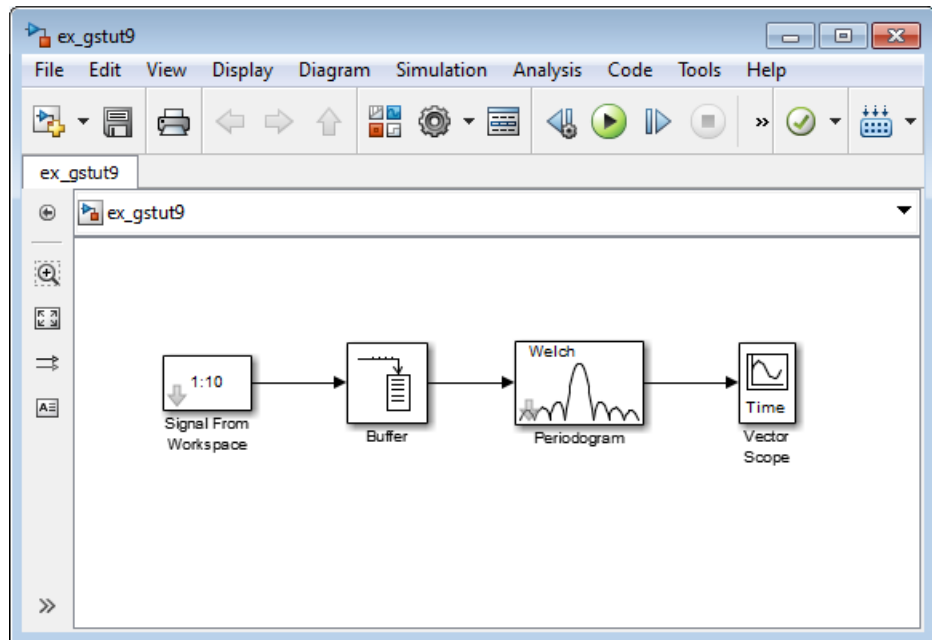 ex_gstut9
File Edit View Display Diagram Simulation Analysis Code Tools Help
ex_gstut9
ex_gstut9
1:10
Signal From
Workspace
Buffer
Welch
Periodogram
Time
Vector
Scope